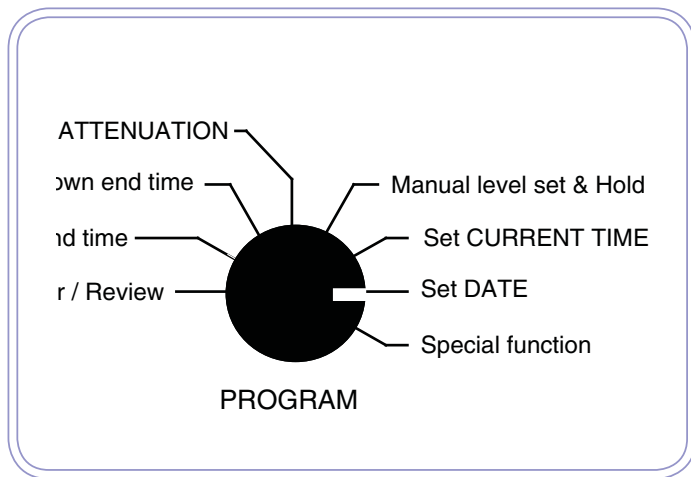 ATTENUATION
own end time
Manual level set & Hold
nd time
Set CURRENT TIME
r / Review
Set DATE
Special function
PROGRAM